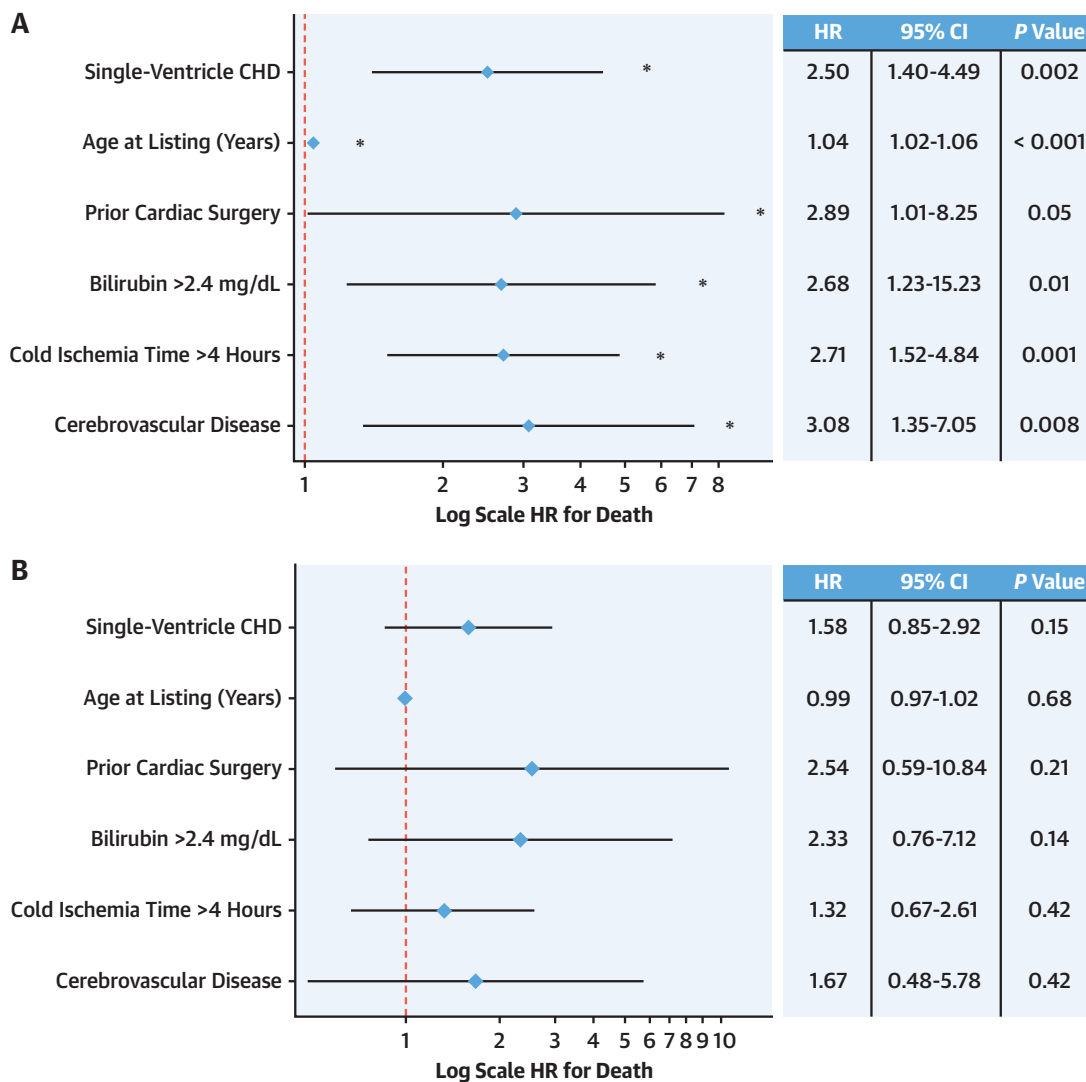 A
HR 95% CI P Value
Single-Ventricle CHD * 2.50 1.40-4.49 0.002
Age at Listing (Years) * 1.04 1.02-1.06 < 0.001
Prior Cardiac Surgery * 2.89 1.01-8.25 0.05
Bilirubin >2.4 mg/dL * 2.68 1.23-15.23 0.01
Cold Ischemia Time >4 Hours * 2.71 1.52-4.84 0.001
Cerebrovascular Disease * 3.08 1.35-7.05 0.008
1 2 3 4 5 6 7 8
Log Scale HR for Death
B
HR 95% CI P Value
Single-Ventricle CHD 1.58 0.85-2.92 0.15
Age at Listing (Years) 0.99 0.97-1.02 0.68
Prior Cardiac Surgery 2.54 0.59-10.84 0.21
Bilirubin >2.4 mg/dL 2.33 0.76-7.12 0.14
Cold Ischemia Time >4 Hours 1.32 0.67-2.61 0.42
Cerebrovascular Disease 1.67 0.48-5.78 0.42
1 2 3 4 5 6 7 8 9 10
Log Scale HR for Death